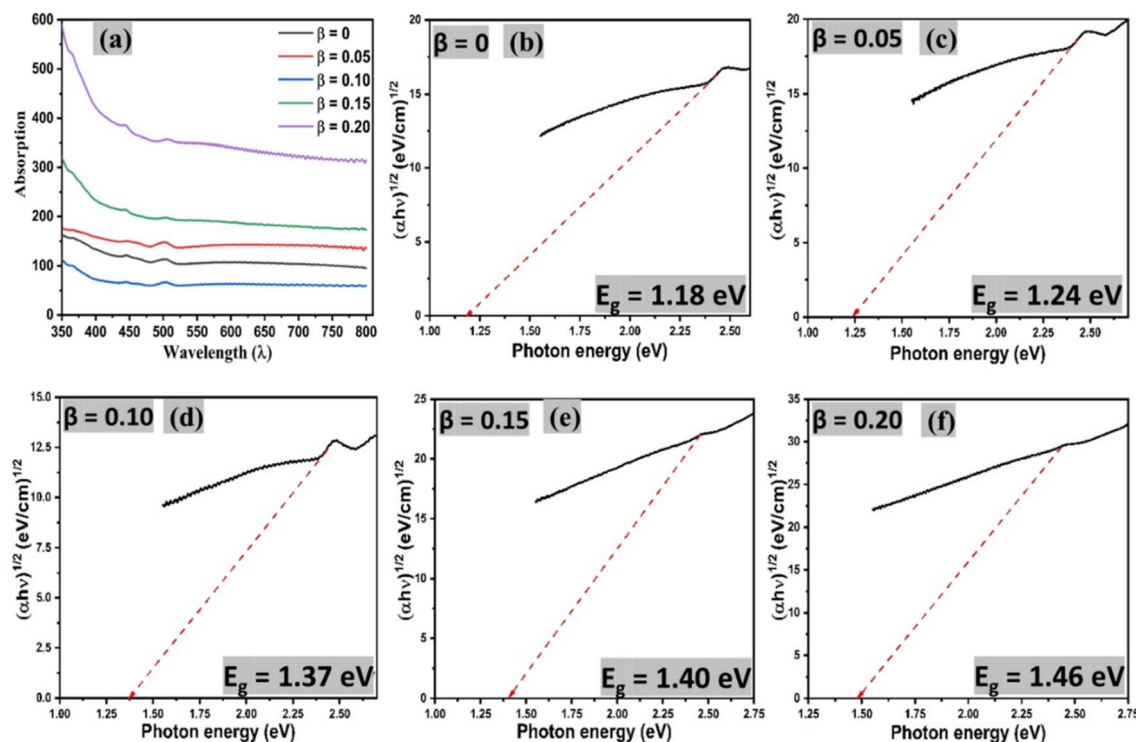 (a)
β = 0
β = 0.05
β = 0.10
β = 0.15
β = 0.20
Absorption
600
500
400
300
200
100
0
350 400 450 500 550 600 650 700 750 800
Wavelength (λ)
β = 0 (b)
(αhν)^1/2 (eV/cm)^1/2
20
15
10
5
0
1.00 1.25 1.50 1.75 2.00 2.25 2.50
Photon energy (eV)
Eg = 1.18 eV
β = 0.05 (c)
(αhν)^1/2 (eV/cm)^1/2
20
15
10
5
0
1.00 1.25 1.50 1.75 2.00 2.25 2.50
Photon energy (eV)
Eg = 1.24 eV
β = 0.10 (d)
(αhν)^1/2 (eV/cm)^1/2
15.0
12.5
10.0
7.5
5.0
2.5
0.0
1.00 1.25 1.50 1.75 2.00 2.25 2.50
Photon energy (eV)
Eg = 1.37 eV
β = 0.15 (e)
(αhν)^1/2 (eV/cm)^1/2
25
20
15
10
5
0
1.00 1.25 1.50 1.75 2.00 2.25 2.50 2.75
Photon energy (eV)
Eg = 1.40 eV
β = 0.20 (f)
(αhν)^1/2 (eV/cm)^1/2
35
30
25
20
15
10
5
0
1.00 1.25 1.50 1.75 2.00 2.25 2.50 2.75
Photon energy (eV)
Eg = 1.46 eV